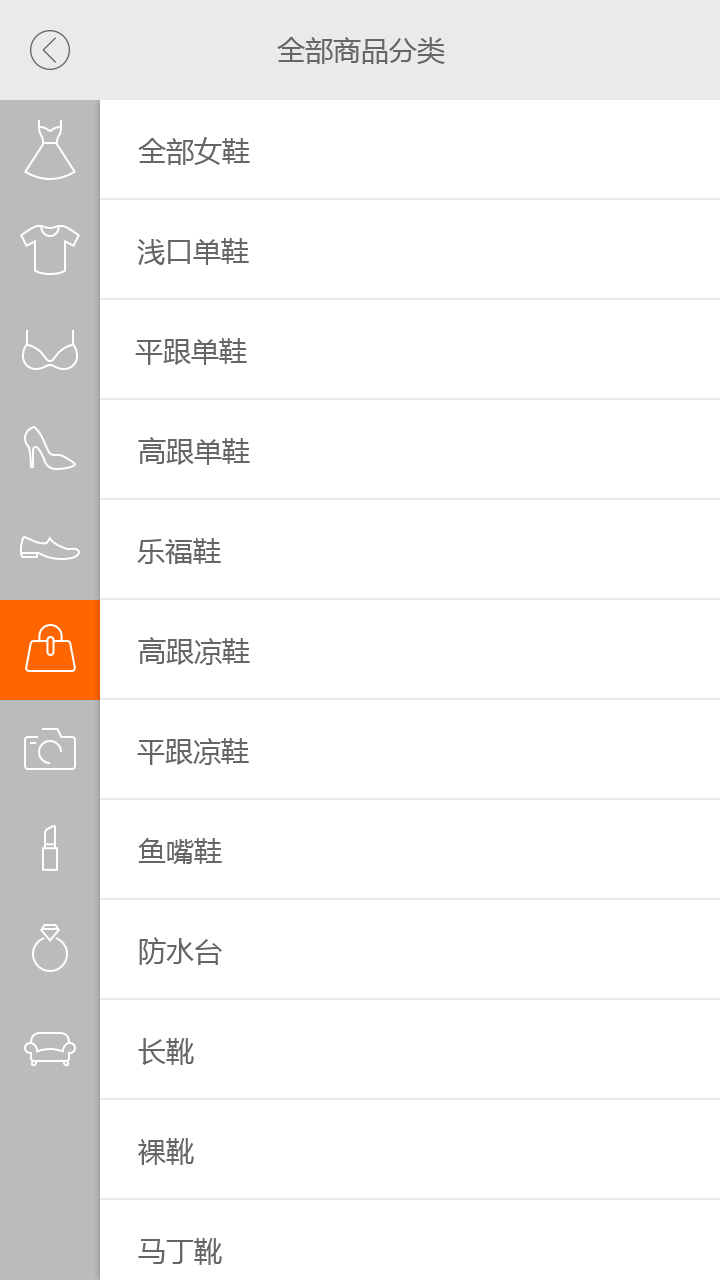 全部商品分类
全部女鞋
浅口单鞋
平跟单鞋
高跟单鞋
乐福鞋
高跟凉鞋
平跟凉鞋
鱼嘴鞋
防水台
长靴
裸靴
马丁靴